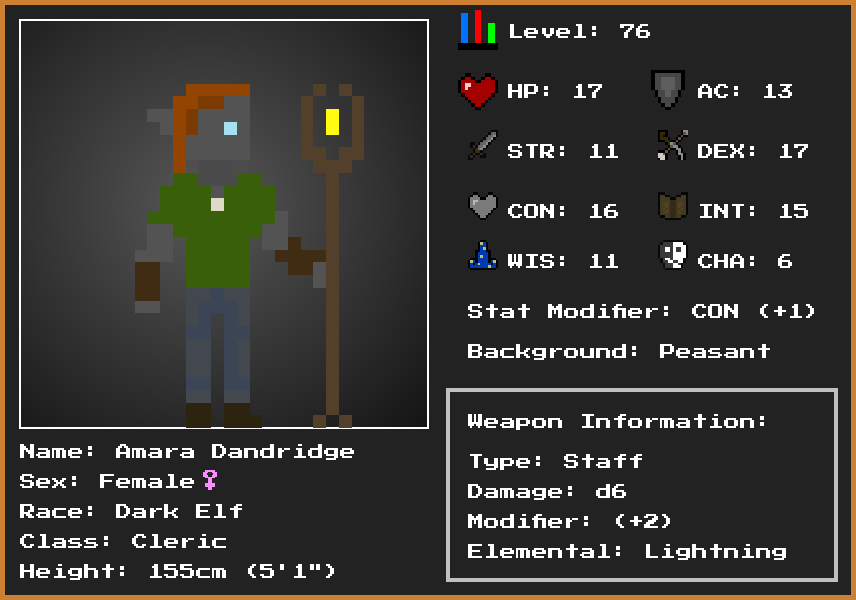 Level: 76
HP: 17 AC: 13
STR: 11 DEX: 17
CON: 16 INT: 15
WIS: 11 CHA: 6
Stat Modifier: CON (+1)
Background: Peasant
Weapon Information:
Type: Staff
Damage: d6
Modifier: (+2)
Elemental: Lightning
Name: Amara Dandridge
Sex: Female♀
Race: Dark Elf
Class: Cleric
Height: 155cm (5'1")